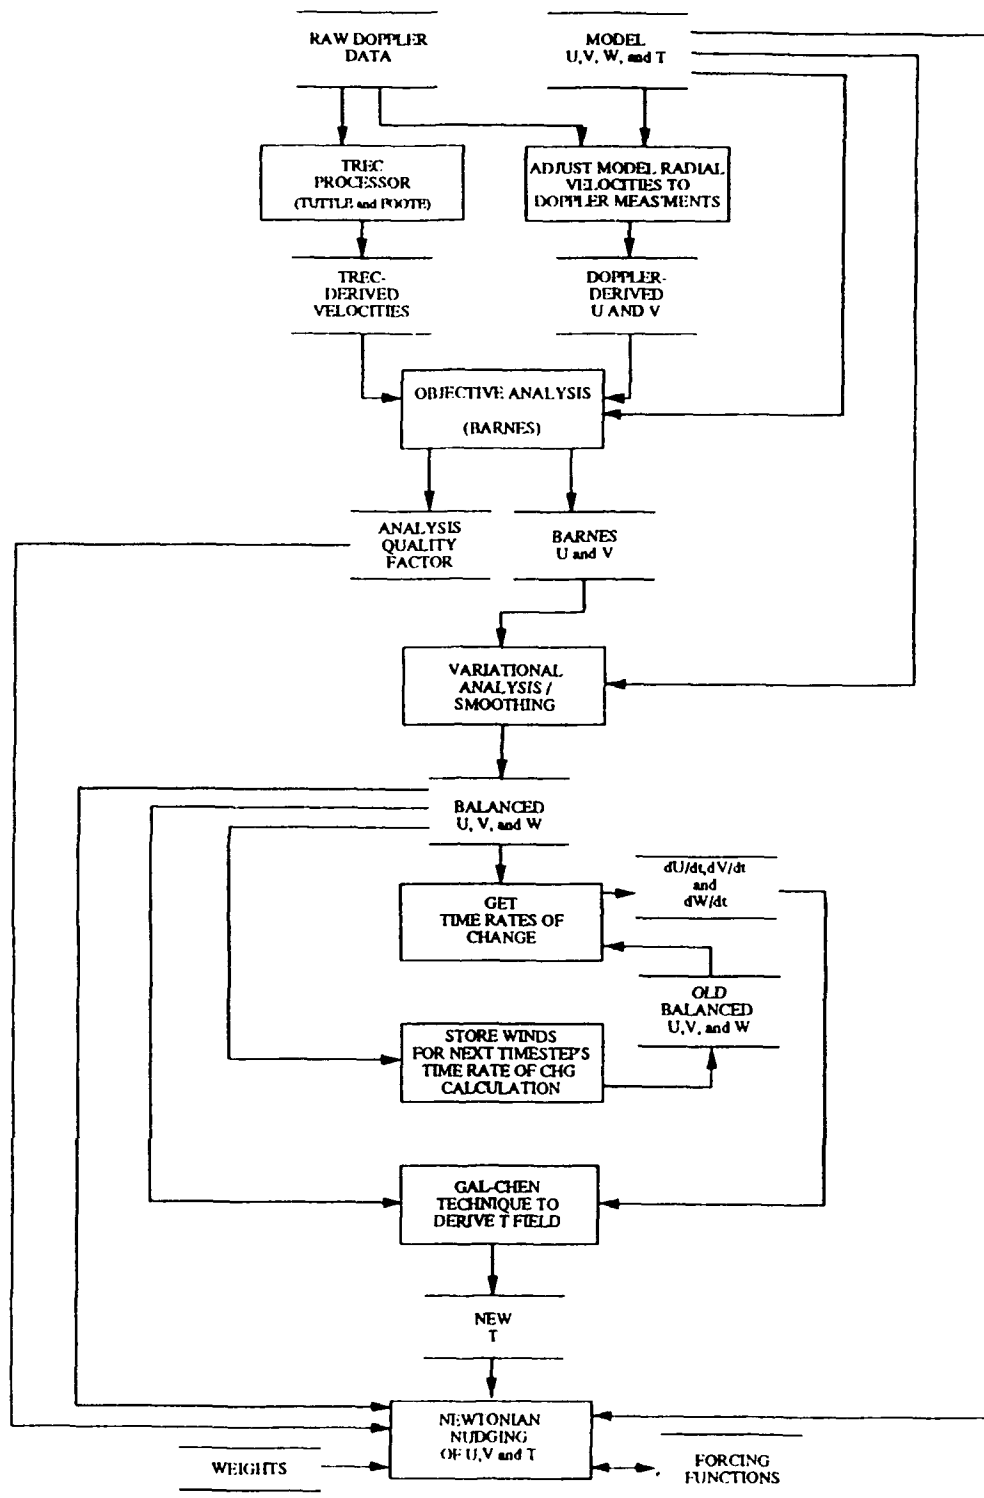 RAW DOPPLER
DATA
MODEL
U,V, W, and T
TREC
PROCESSOR
(TUTTLE and FOOTE)
ADJUST MODEL RADIAL
VELOCITIES TO
DOPPLER MEAS'MENTS
TREC-
DERIVED
VELOCITIES
DOPPLER-
DERIVED
U AND V
OBJECTIVE ANALYSIS
(BARNES)
ANALYSIS
QUALITY
FACTOR
BARNES
U and V
VARIATIONAL
ANALYSIS /
SMOOTHING
BALANCED
U, V, and W
GET
TIME RATES OF
CHANGE
dU/dt,dV/dt
and
dW/dt
OLD
BALANCED
U,V, and W
STORE WINDS
FOR NEXT TIMESTEP'S
TIME RATE OF CHG
CALCULATION
GAL-CHEN
TECHNIQUE TO
DERIVE T FIELD
NEW
T
NEWTONIAN
NUDGING
OF U,V and T
WEIGHTS
FORCING
FUNCTIONS